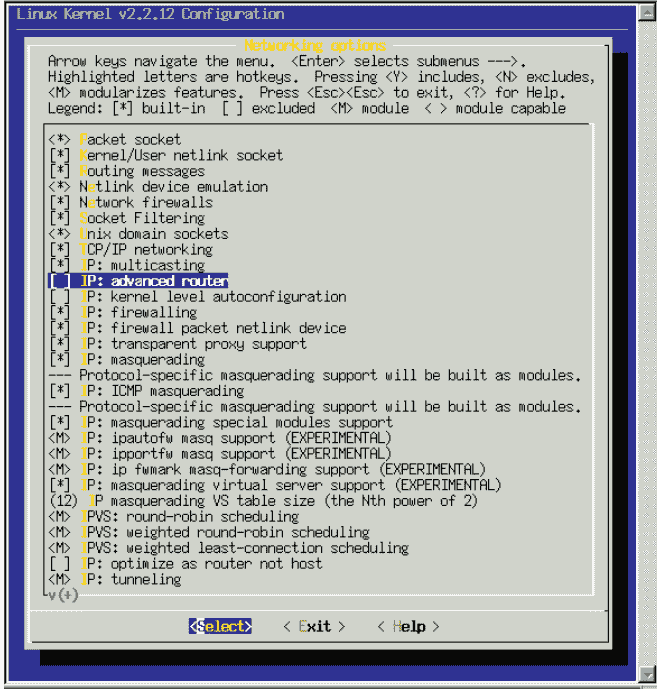 Linux Kernel v2.2.12 Configuration
Networking options
Arrow keys navigate the menu. <Enter> selects submenus --->.
Highlighted letters are hotkeys. Pressing <Y> includes, <N> excludes,
<M> modularizes features. Press <Esc><Esc> to exit, <?> for Help.
Legend: [*] built-in [ ] excluded <M> module < > module capable
<*> Packet socket
[*] Kernel/User netlink socket
[*] Routing messages
<*> Netlink device emulation
[*] Network firewalls
[*] Socket Filtering
<*> Unix domain sockets
[*] TCP/IP networking
[*] IP: multicasting
[ ] IP: advanced router
[ ] IP: kernel level autoconfiguration
[*] IP: firewalling
[*] IP: firewall packet netlink device
[*] IP: transparent proxy support
[*] IP: masquerading
--- Protocol-specific masquerading support will be built as modules.
[*] IP: ICMP masquerading
--- Protocol-specific masquerading support will be built as modules.
[*] IP: masquerading special modules support
<M> IP: ipautofw masq support (EXPERIMENTAL)
<M> IP: ipportfw masq support (EXPERIMENTAL)
<M> IP: ip fwmark masq-forwarding support (EXPERIMENTAL)
[*] IP: masquerading virtual server support (EXPERIMENTAL)
(12) IP masquerading VS table size (the Nth power of 2)
<M> IPVS: round-robin scheduling
<M> IPVS: weighted round-robin scheduling
<M> IPVS: weighted least-connection scheduling
[ ] IP: optimize as router not host
<M> IP: tunneling
v(+)
<Select> < Exit > < Help >